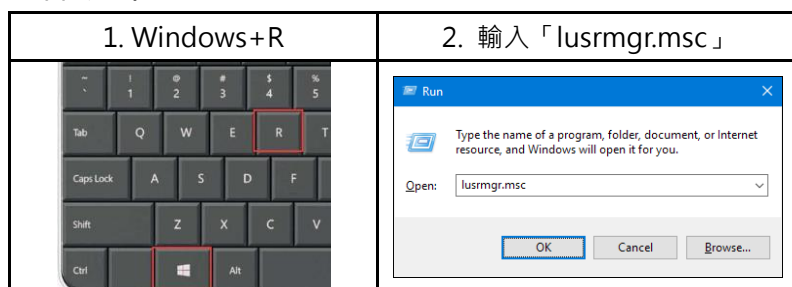 1. Windows+R
2. 輸入「lusrmgr.msc」
~ ! @ # $ %
` 1 2 3 4 5
Tab Q W E R T
Caps Lock A S D F
Shift Z X C V
Ctrl Alt
Run
Type the name of a program, folder, document, or Internet
resource, and Windows will open it for you.
Open: lusrmgr.msc
OK Cancel Browse...